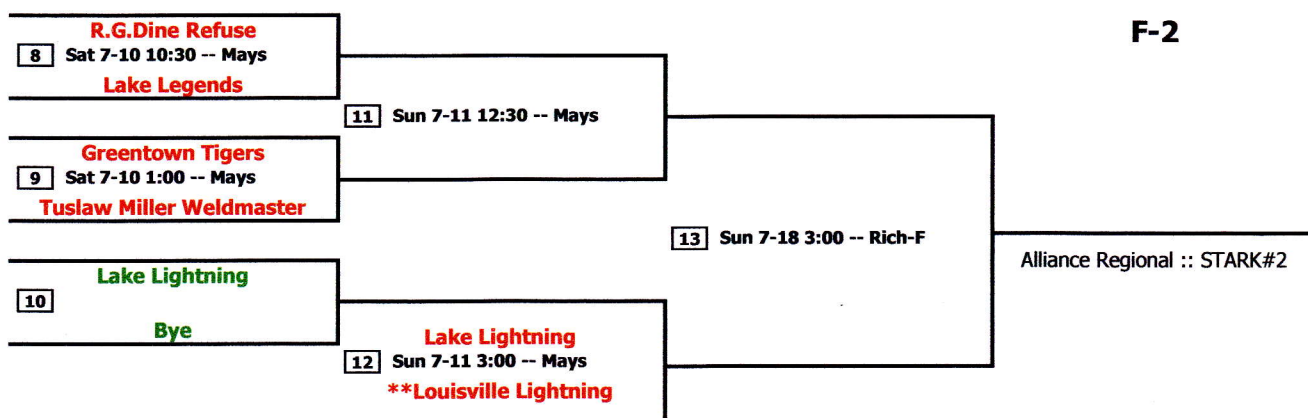 F-2
R.G.Dine Refuse
8 Sat 7-10 10:30 -- Mays
Lake Legends
11 Sun 7-11 12:30 -- Mays
Greentown Tigers
9 Sat 7-10 1:00 -- Mays
Tuslaw Miller Weldmaster
13 Sun 7-18 3:00 -- Rich-F
Alliance Regional :: STARK#2
Lake Lightning
10
Bye
Lake Lightning
12 Sun 7-11 3:00 -- Mays
**Louisville Lightning